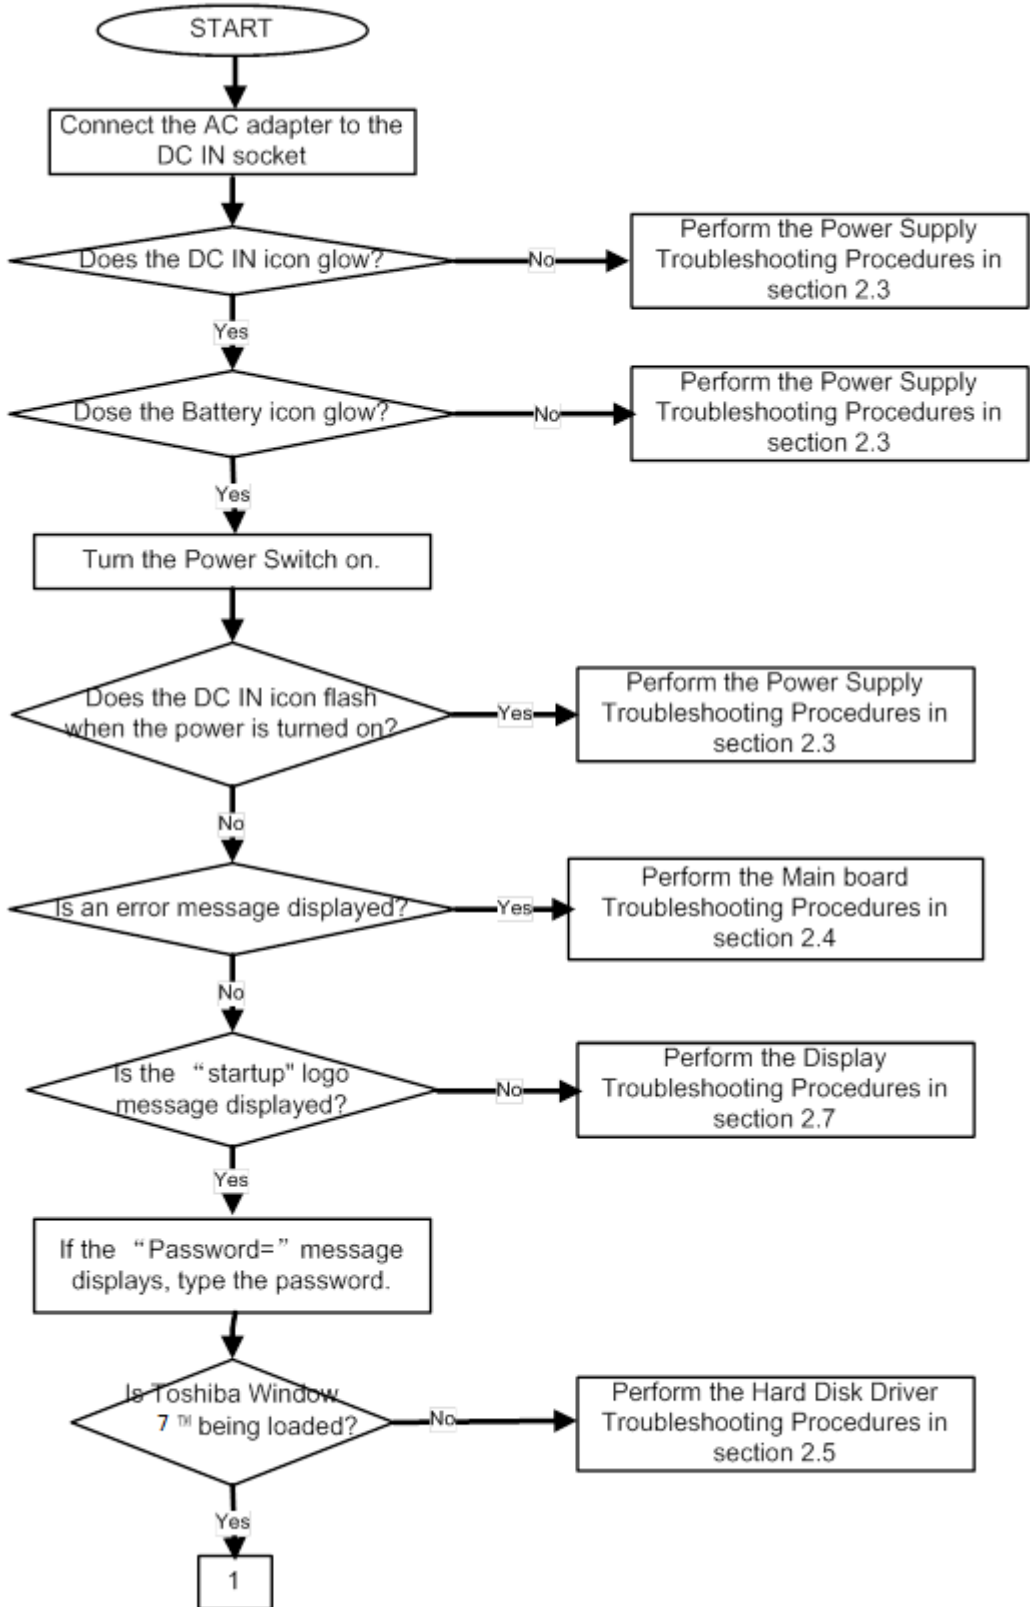 START
Connect the AC adapter to the
DC IN socket
Does the DC IN icon glow?
No
Perform the Power Supply
Troubleshooting Procedures in
section 2.3
Yes
Dose the Battery icon glow?
No
Perform the Power Supply
Troubleshooting Procedures in
section 2.3
Yes
Turn the Power Switch on.
Does the DC IN icon flash
when the power is turned on?
Yes
Perform the Power Supply
Troubleshooting Procedures in
section 2.3
No
Is an error message displayed?
Yes
Perform the Main board
Troubleshooting Procedures in
section 2.4
No
Is the “startup" logo
message displayed?
No
Perform the Display
Troubleshooting Procedures in
section 2.7
Yes
If the “Password=” message
displays, type the password.
Is Toshiba Window
7 ™ being loaded?
No
Perform the Hard Disk Driver
Troubleshooting Procedures in
section 2.5
Yes
1